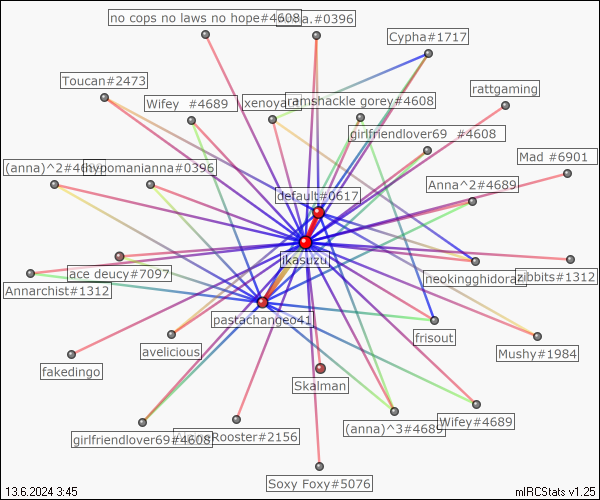 no cops no laws no hope#4608
anna.#0396
Cypha#1717
Toucan#2473
Wifey #4689
xenoya
ramshackle gorey#4608
rattgaming
girlfriendlover69 #4608
Mad #6901
(anna)^2#4689
hypomanianna#0396
default#0617
Anna^2#4689
ikasuzu
ace deucy#7097
neokingghidoraz
zibbits#1312
Annarchist#1312
pastachangeo41
frisout
avelicious
Mushy#1984
fakedingo
Skalman
girlfriendlover69#4608
Rooster#2156
(anna)^3#4689
Wifey#4689
Soxy Foxy#5076
13.6.2024 3:45
mIRCStats v1.25